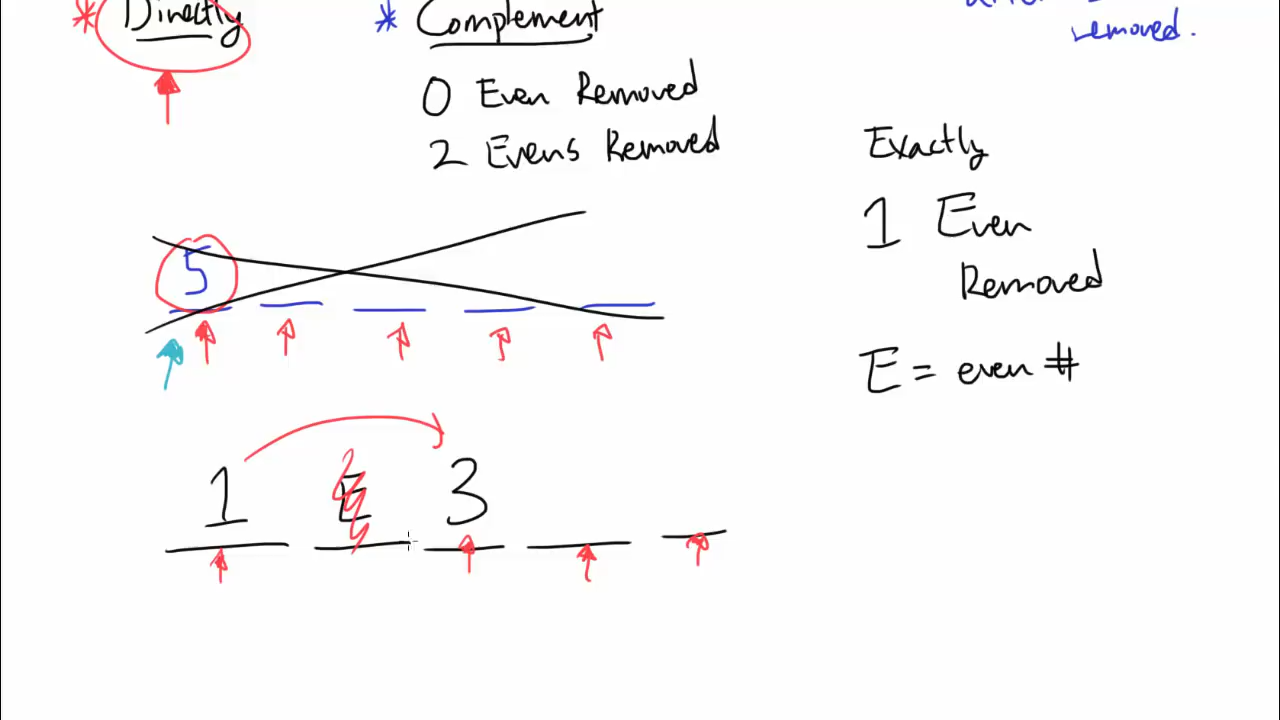 * Directly
* Complement
removed.
0 Even Removed
2 Evens Removed
Exactly
1 Even
Removed
5
E = even #
1 E 3